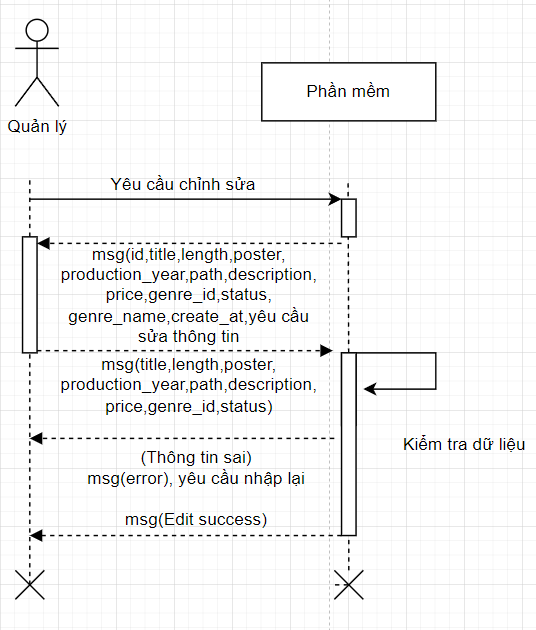 Quản lý
Phần mềm
Yêu cầu chỉnh sửa
msg(id,title,length,poster,
production_year,path,description,
price,genre_id,status,
genre_name,create_at,yêu cầu
sửa thông tin
msg(title,length,poster,
production_year,path,description,
price,genre_id,status)
Kiểm tra dữ liệu
(Thông tin sai)
msg(error), yêu cầu nhập lại
msg(Edit success)